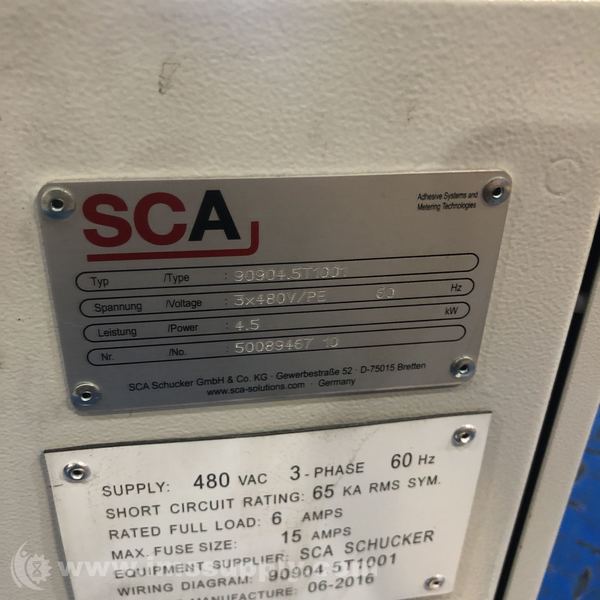 SCA
Adhesive Systems and
Metering Technologies
Typ /Type : 90904.5T1001
Spannung /Voltage : 3x480V/PE 60 Hz
Leistung /Power : 4.5 kW
Nr. /No. : 50089467 10
SCA Schucker GmbH & Co. KG · Gewerbestraße 52 · D-75015 Bretten
www.sca-solutions.com · Germany
SUPPLY: 480 VAC 3-PHASE 60 Hz
SHORT CIRCUIT RATING: 65 KA RMS SYM.
RATED FULL LOAD: 6 AMPS
MAX. FUSE SIZE: 15 AMPS
EQUIPMENT SUPPLIER: SCA SCHUCKER
WIRING DIAGRAM: 90904.5T1001
MANUFACTURE: 06-2016